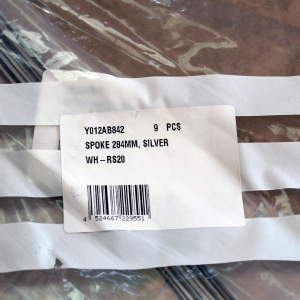 Y012AB842 9 PCS
SPOKE 284MM, SILVER
WH-RS20
4 524667 229551